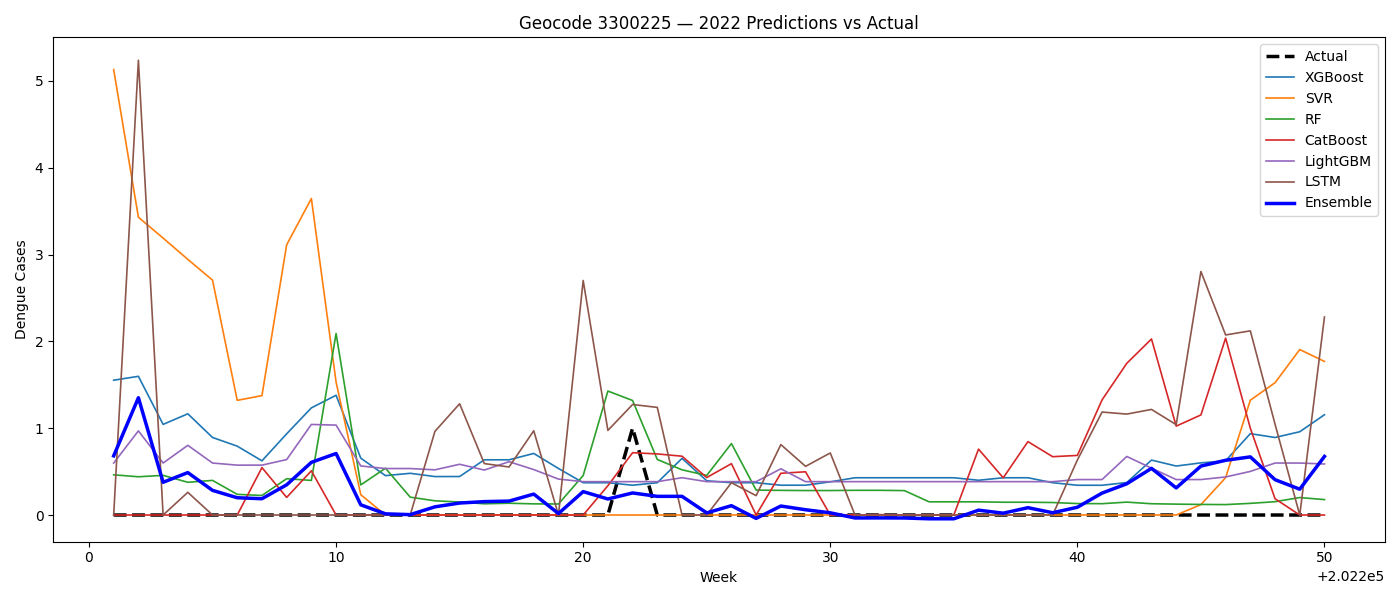 Geocode 3300225 — 2022 Predictions vs Actual
Dengue Cases
5
4
3
2
1
0
Actual
XGBoost
SVR
RF
CatBoost
LightGBM
LSTM
Ensemble
0 10 20 30 40 50
Week
+2.022e5